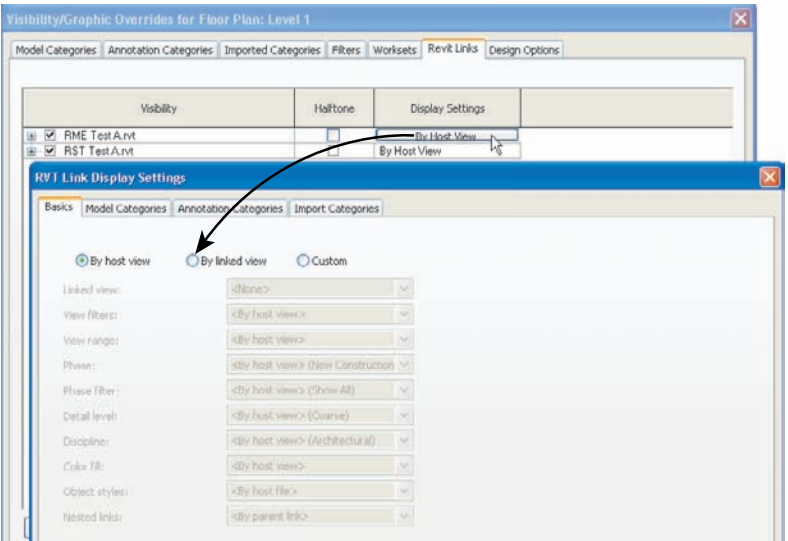 Visibility/Graphic Overrides for Floor Plan: Level 1
Model Categories Annotation Categories Imported Categories Filters Worksets Revit Links Design Options
Visibility Halftone Display Settings
RME Test A.rvt By Host View
RST Test A.rvt By Host View
RVT Link Display Settings
Basics Model Categories Annotation Categories Import Categories
By host view By linked view Custom
Linked view: <None>
View filters: <By host view>
View range: <By host view>
Phase: <By host view> (New Construction
Phase filter: <By host view> (Show All)
Detail level: <By host view> (Coarse)
Discipline: <By host view> (Architectural)
Color fill: <By host view>
Object styles: <By host file>
Nested links: <By parent link>